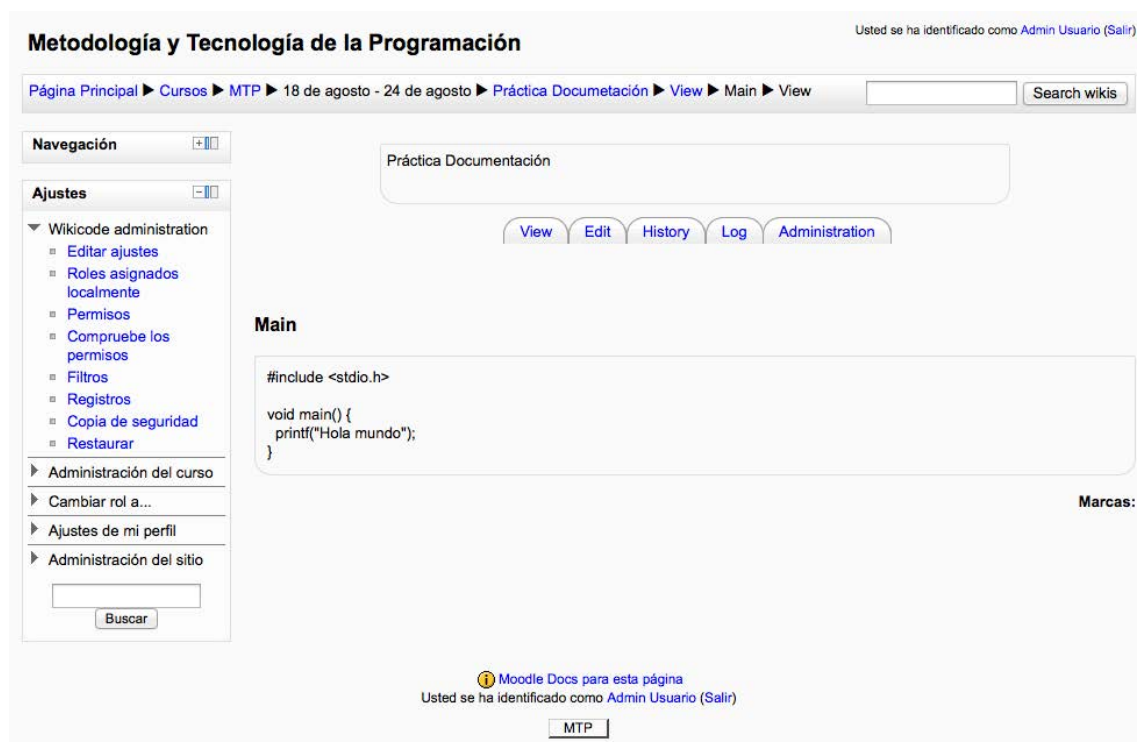 Metodología y Tecnología de la Programación
Usted se ha identificado como Admin Usuario (Salir)
Página Principal ▶ Cursos ▶ MTP ▶ 18 de agosto - 24 de agosto ▶ Práctica Documetación ▶ View ▶ Main ▶ View
Search wikis
Navegación
Ajustes
Wikicode administration
Editar ajustes
Roles asignados
localmente
Permisos
Compruebe los
permisos
Filtros
Registros
Copia de seguridad
Restaurar
Administración del curso
Cambiar rol a...
Ajustes de mi perfil
Administración del sitio
Buscar
Práctica Documentación
View Edit History Log Administration
Main
#include <stdio.h>
void main() {
printf("Hola mundo");
}
Marcas:
Moodle Docs para esta página
Usted se ha identificado como Admin Usuario (Salir)
MTP